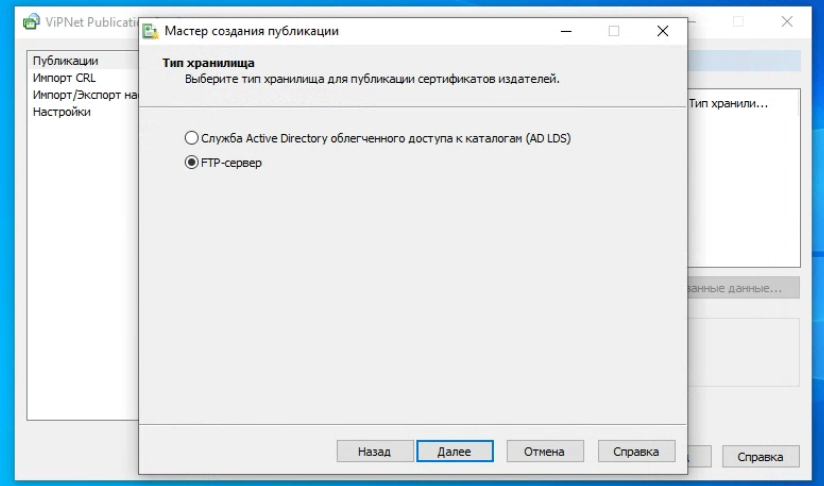 ViPNet Publicati
Мастер создания публикации
Публикации
Импорт CRL
Импорт/Экспорт на
Настройки
Тип хранилища
Выберите тип хранилища для публикации сертификатов издателей.
Тип хранили...
Служба Active Directory облегченного доступа к каталогам (AD LDS)
FTP-сервер
данные...
Назад
Далее
Отмена
Справка
Справка